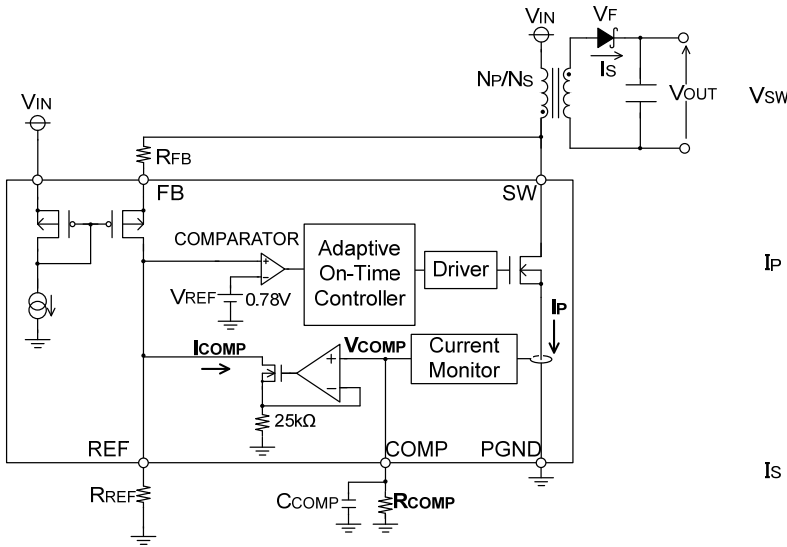 VIN
VF
NP/NS
IS
VOUT
VSW
VIN
RFB
FB
SW
COMPARATOR
Adaptive
On-Time
Controller
Driver
VREF
0.78V
IP
IP
ICOMP
VCOMP
Current
Monitor
25kΩ
REF
COMP
PGND
IS
RREF
CCOMP
RCOMP